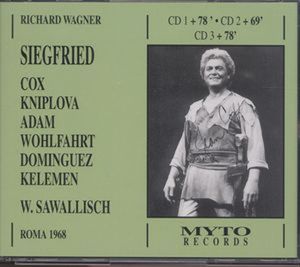 RICHARD WAGNER
CD 1 + 78' • CD 2 + 69'
CD 3 + 78'
SIEGFRIED
COX
KNIPLOVA
ADAM
WOHLFAHRT
DOMINGUEZ
KELEMEN
W. SAWALLISCH
ROMA 1968
MYTO
RECORDS